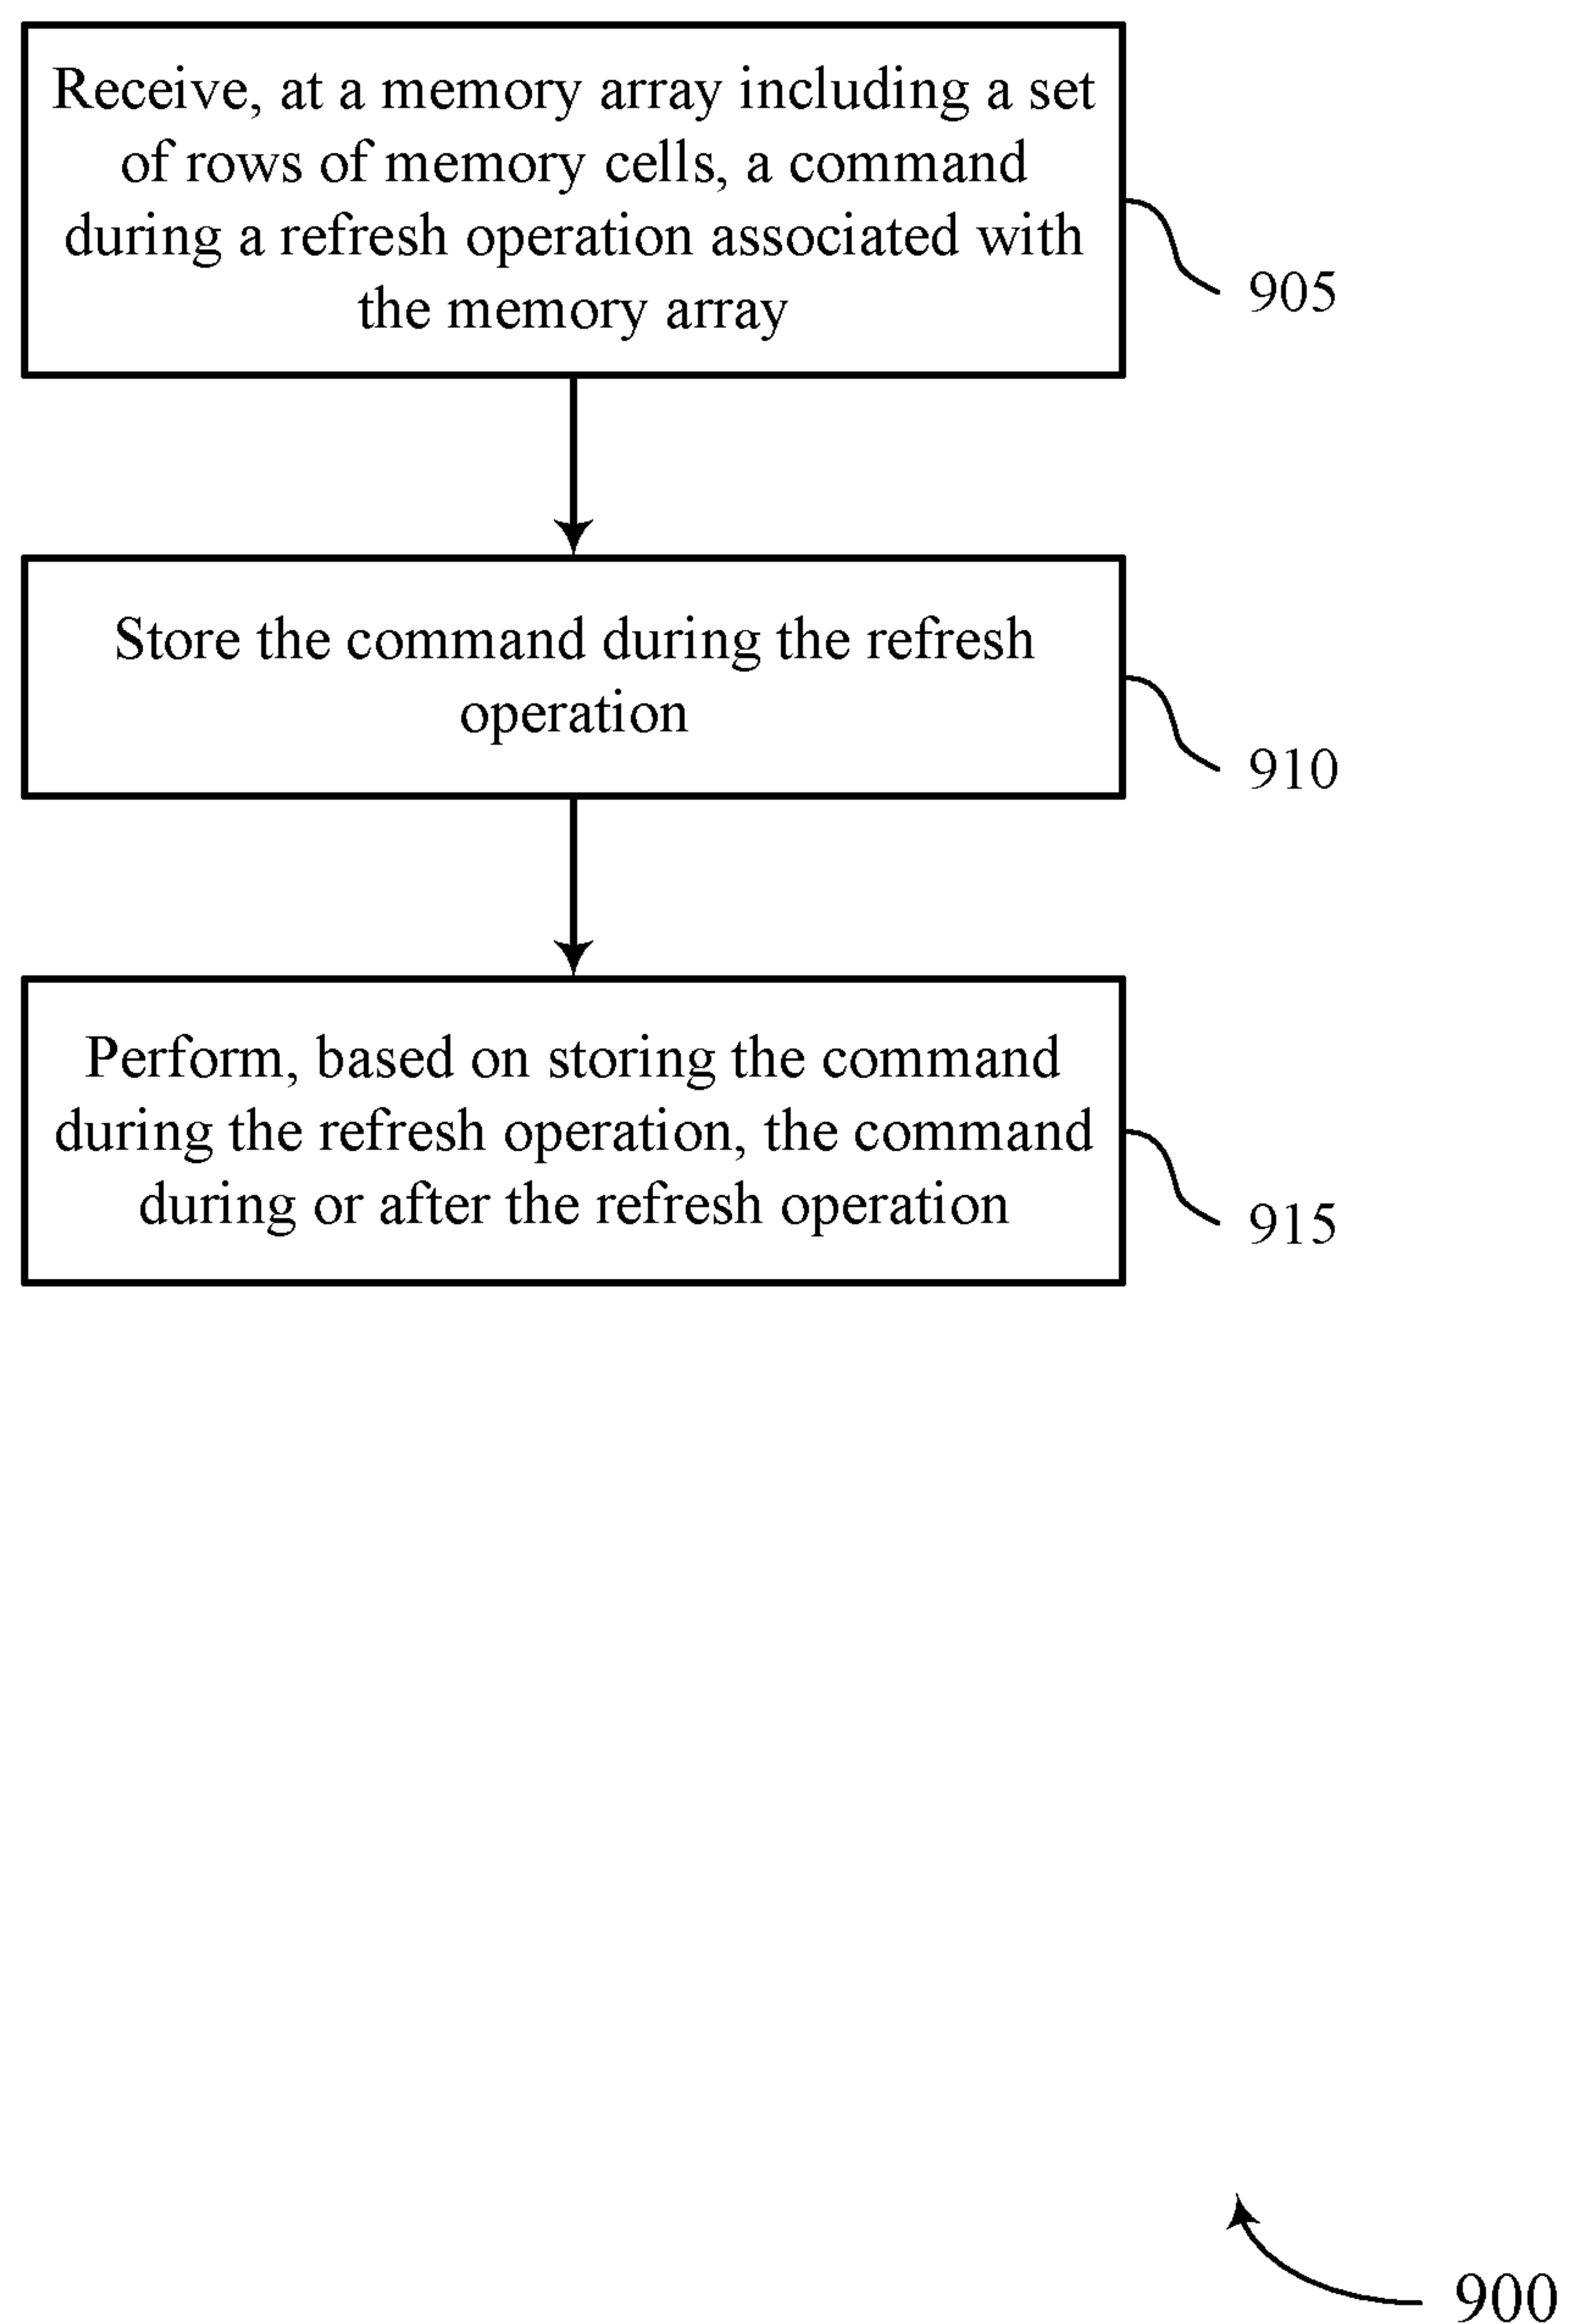 Receive, at a memory array including a set
of rows of memory cells, a command
during a refresh operation associated with
the memory array
905
Store the command during the refresh
operation
910
Perform, based on storing the command
during the refresh operation, the command
during or after the refresh operation
915
900